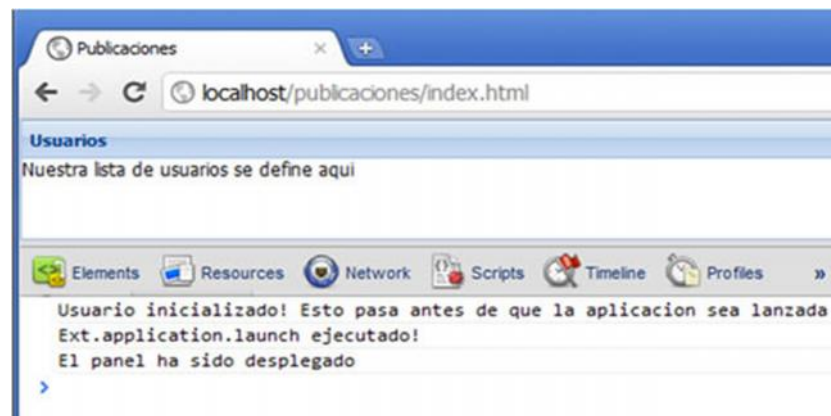 Publicaciones
localhost/publicaciones/index.html
Usuarios
Nuestra lista de usuarios se define aqui
Elements Resources Network Scripts Timeline Profiles »
Usuario inicializado! Esto pasa antes de que la aplicacion sea lanzada
Ext.application.launch ejecutado!
El panel ha sido desplegado
>